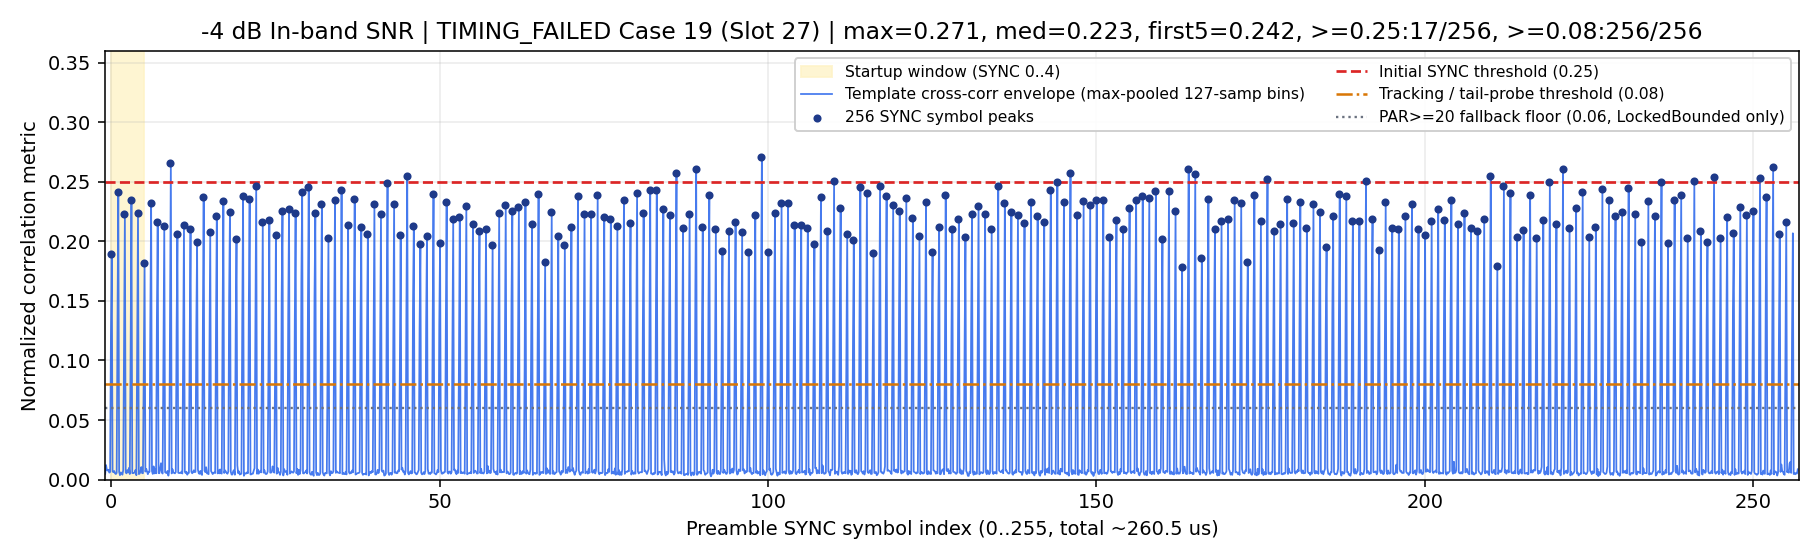 -4 dB In-band SNR | TIMING_FAILED Case 19 (Slot 27) | max=0.271, med=0.223, first5=0.242, >=0.25:17/256, >=0.08:256/256
Normalized correlation metric
0.35
0.30
0.25
0.20
0.15
0.10
0.05
0.00
Startup window (SYNC 0..4)
Template cross-corr envelope (max-pooled 127-samp bins)
256 SYNC symbol peaks
Initial SYNC threshold (0.25)
Tracking / tail-probe threshold (0.08)
PAR>=20 fallback floor (0.06, LockedBounded only)
0 50 100 150 200 250
Preamble SYNC symbol index (0..255, total ~260.5 us)